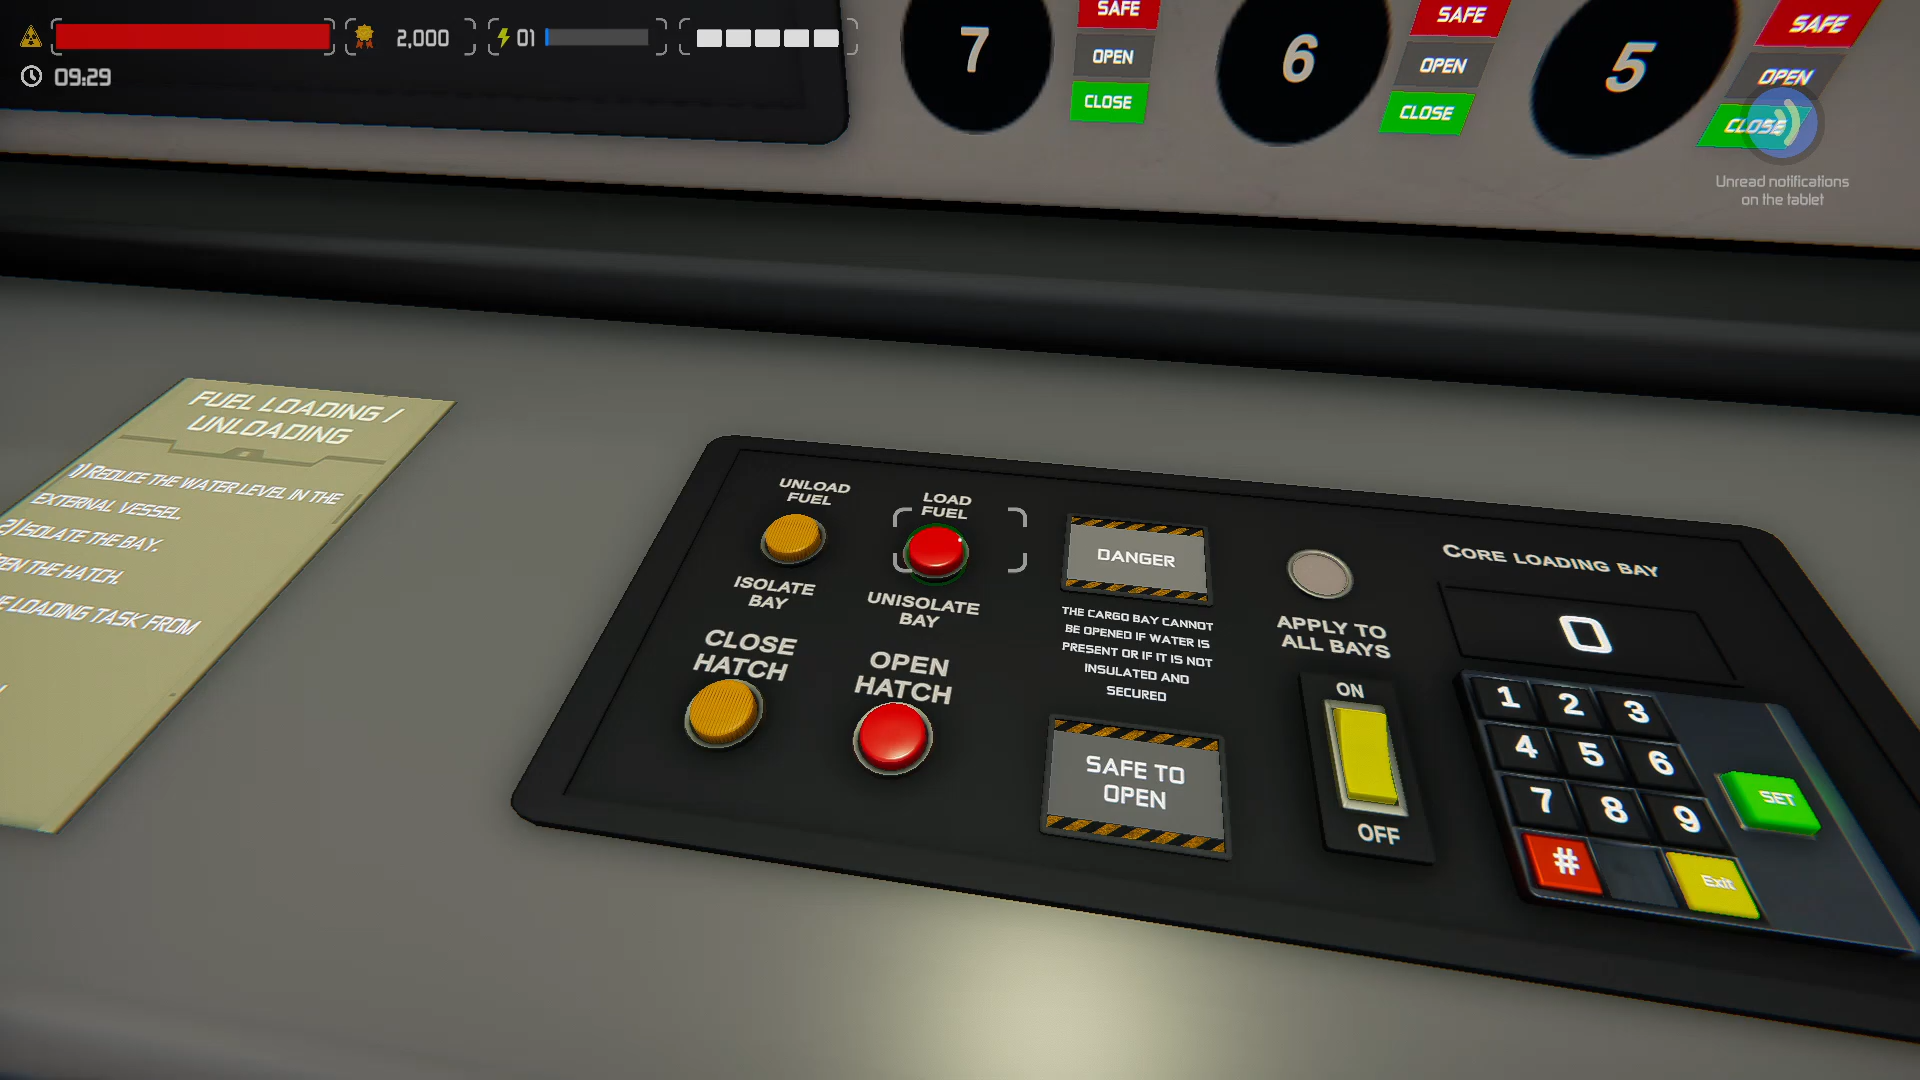 2,000
01
09:29
7
SAFE
OPEN
CLOSE
6
SAFE
OPEN
CLOSE
5
SAFE
OPEN
CLOSE
Unread notifications
on the tablet
FUEL LOADING /
UNLOADING
1) REDUCE THE WATER LEVEL IN THE
EXTERNAL VESSEL.
2) ISOLATE THE BAY.
THE HATCH.
LOADING TASK FROM
UNLOAD
FUEL
LOAD
FUEL
ISOLATE
BAY
UNISOLATE
BAY
CLOSE
HATCH
OPEN
HATCH
DANGER
THE CARGO BAY CANNOT
BE OPENED IF WATER IS
PRESENT OR IF IT IS NOT
INSULATED AND
SECURED
SAFE TO
OPEN
APPLY TO
ALL BAYS
ON
OFF
CORE LOADING BAY
0
1 2 3
4 5 6
7 8 9
SET
#
Exit